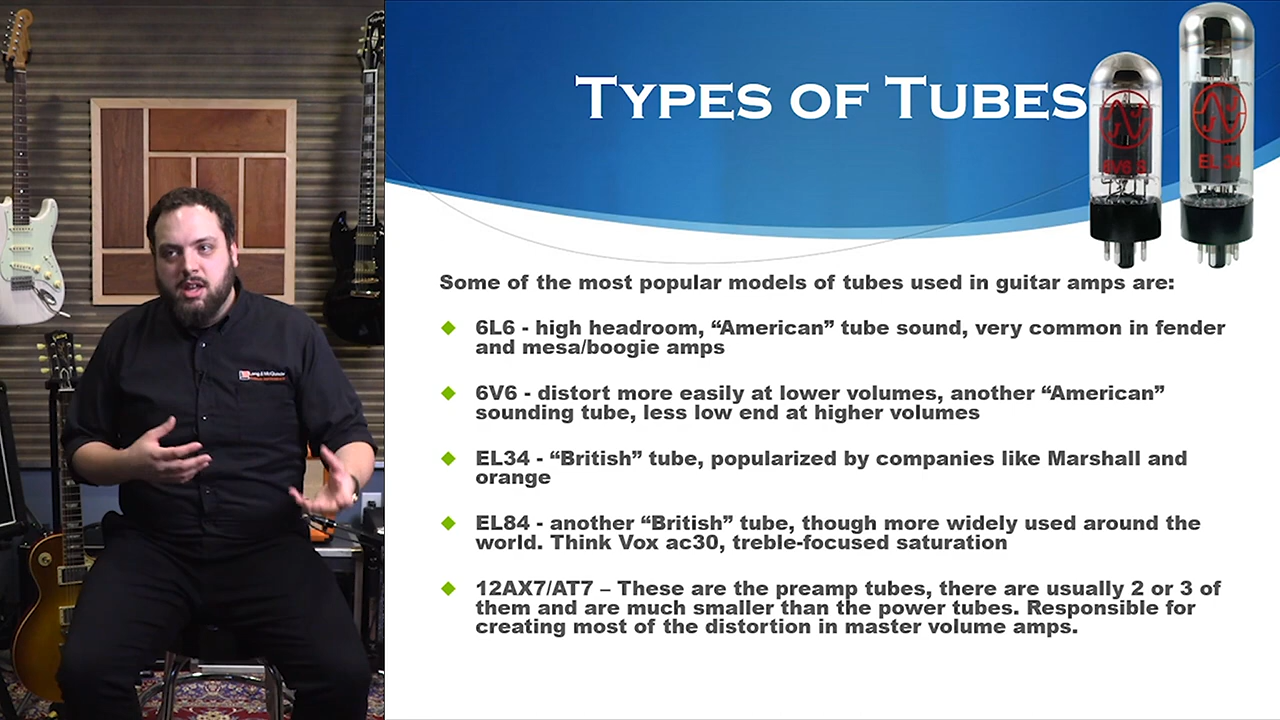 TYPES OF TUBES
6V6 S
EL 34
Some of the most popular models of tubes used in guitar amps are:
6L6 - high headroom, “American” tube sound, very common in fender
and mesa/boogie amps
6V6 - distort more easily at lower volumes, another “American”
sounding tube, less low end at higher volumes
EL34 - “British” tube, popularized by companies like Marshall and
orange
EL84 - another “British” tube, though more widely used around the
world. Think Vox ac30, treble-focused saturation
12AX7/AT7 – These are the preamp tubes, there are usually 2 or 3 of
them and are much smaller than the power tubes. Responsible for
creating most of the distortion in master volume amps.
Long & McQuade